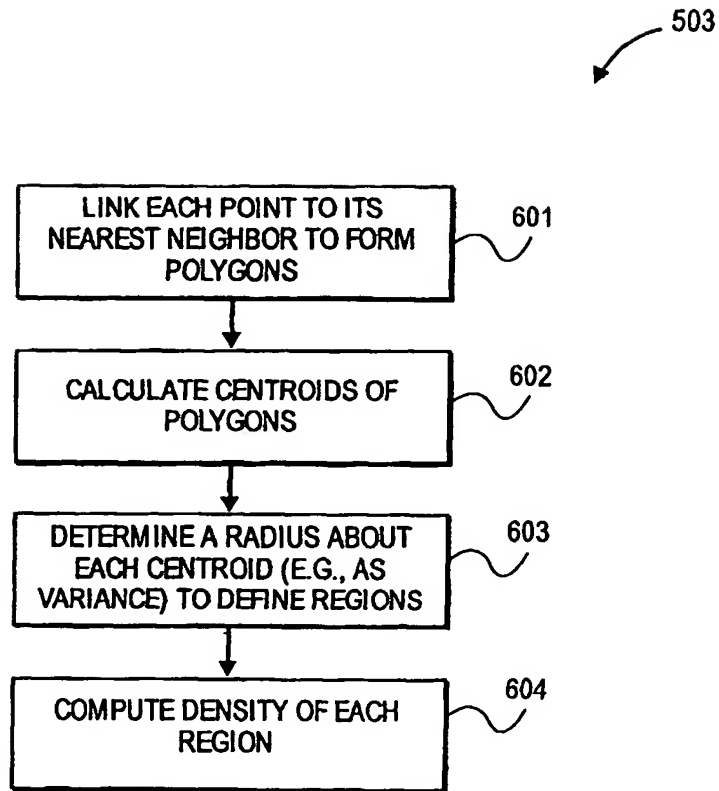 503
LINK EACH POINT TO ITS
NEAREST NEIGHBOR TO FORM
POLYGONS
601
CALCULATE CENTROIDS OF
POLYGONS
602
DETERMINE A RADIUS ABOUT
EACH CENTROID (E.G., AS
VARIANCE) TO DEFINE REGIONS
603
COMPUTE DENSITY OF EACH
REGION
604